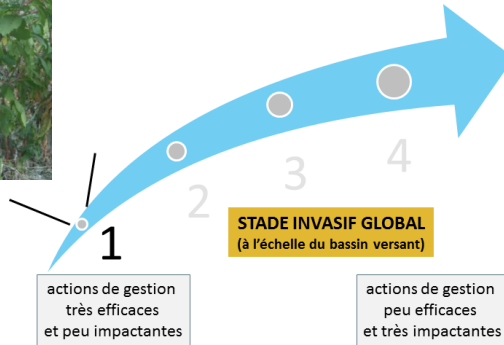 4
3
2
1
STADE INVASIF GLOBAL
(à l'échelle du bassin versant)
actions de gestion
très efficaces
et peu impactantes
actions de gestion
peu efficaces
et très impactantes